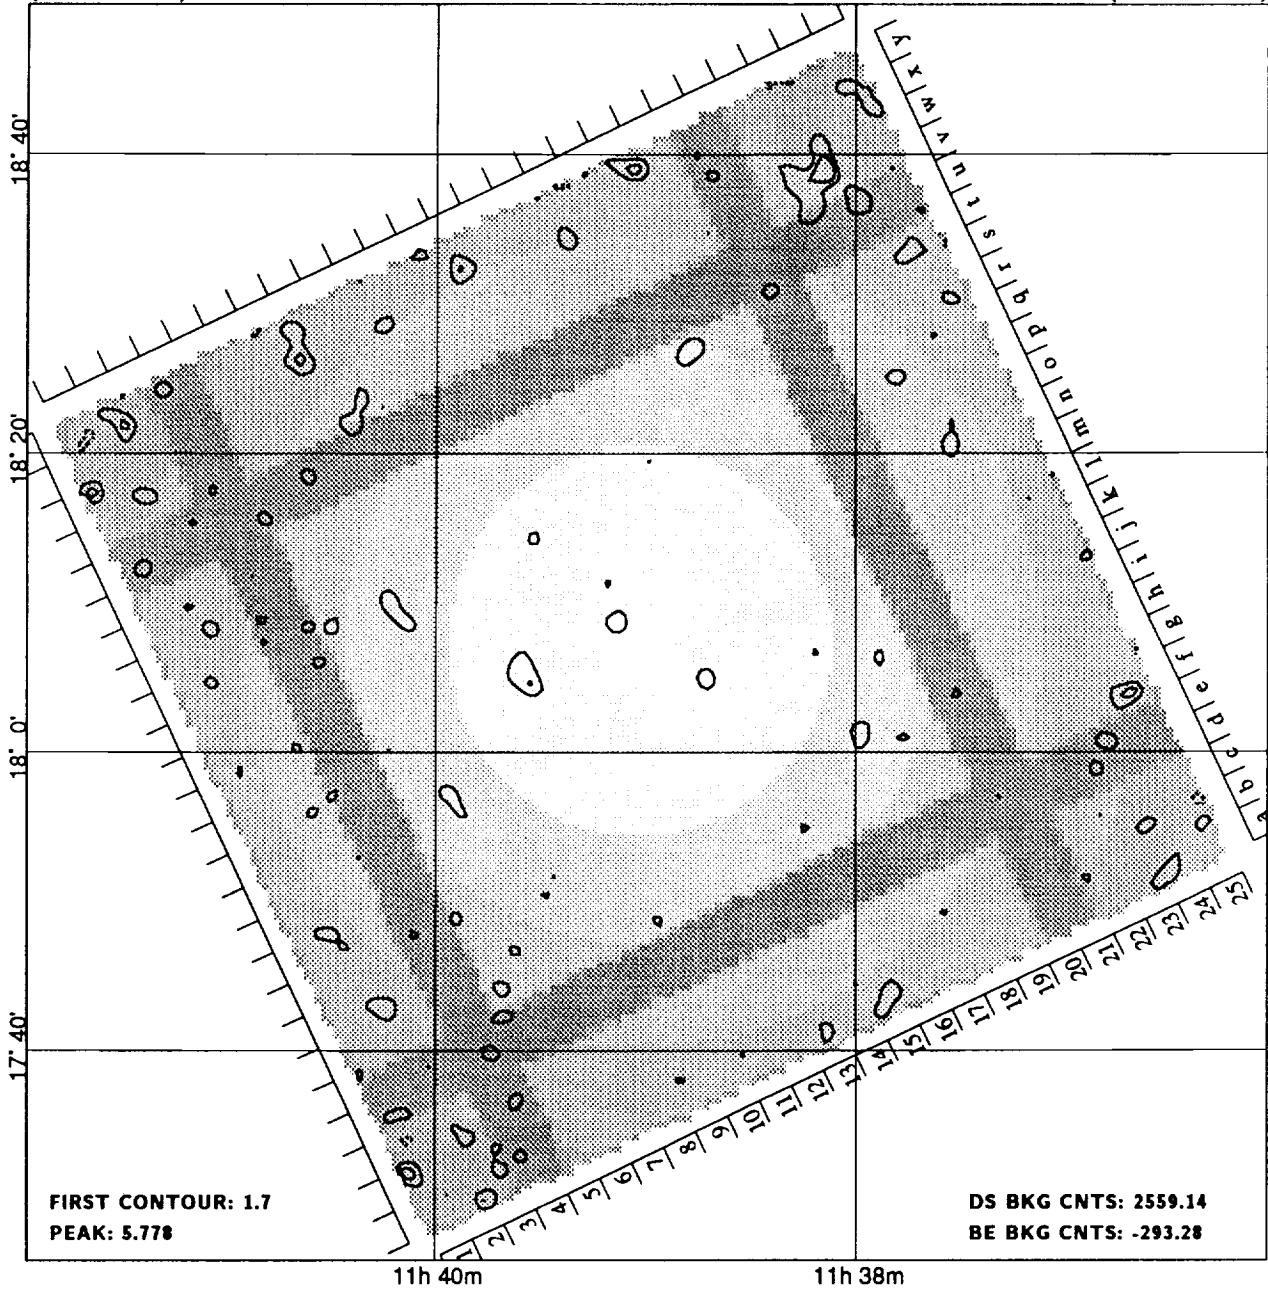 18° 40'
18° 20'
18° 0'
17° 40'
a|b|c|d|e|f|g|h|i|j|k|l|m|n|o|p|q|r|s|t|u|v|w|x|y
1|2|3|4|5|6|7|8|9|10|11|12|13|14|15|16|17|18|19|20|21|22|23|24|25
FIRST CONTOUR: 1.7
PEAK: 5.778
DS BKG CNTS: 2559.14
BE BKG CNTS: -293.28
11h 40m
11h 38m